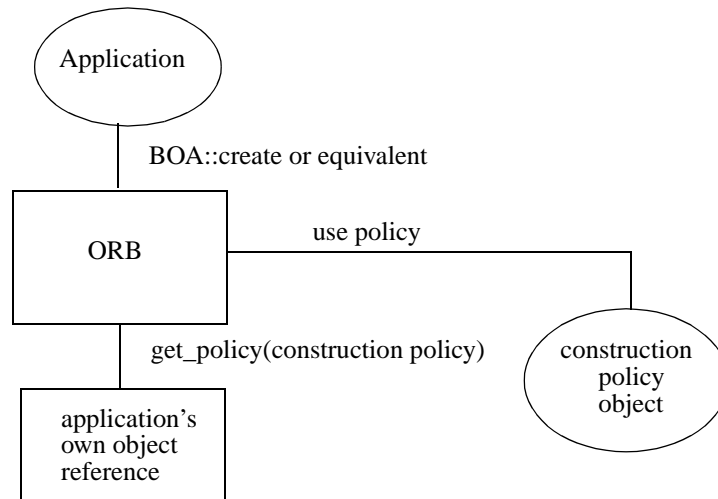 Application
BOA::create or equivalent
ORB
use policy
get_policy(construction policy)
construction
policy
object
application’s
own object
reference